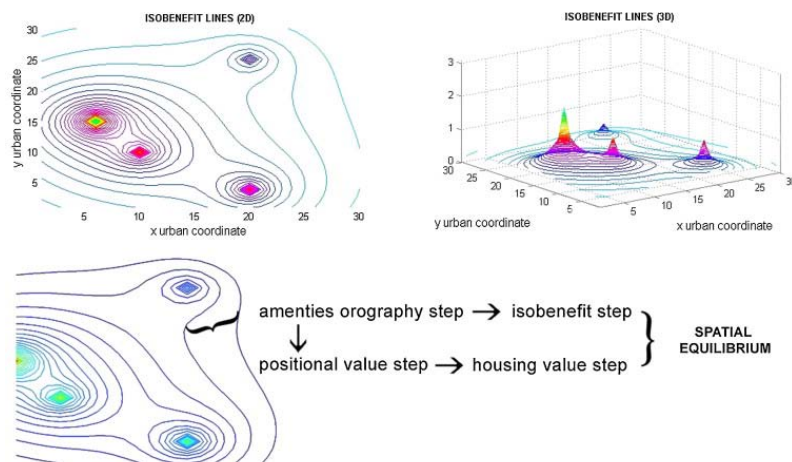 ISOBENEFIT LINES (2D)
30
25
20
15
10
5
y urban coordinate
5 10 15 20 25 30
x urban coordinate
ISOBENEFIT LINES (3D)
3
2
1
0
30
25
20
15
10
5
y urban coordinate
5
10
15
20
25
30
x urban coordinate
amenties orography step → isobenefit step
↓
positional value step → housing value step
SPATIAL
EQUILIBRIUM